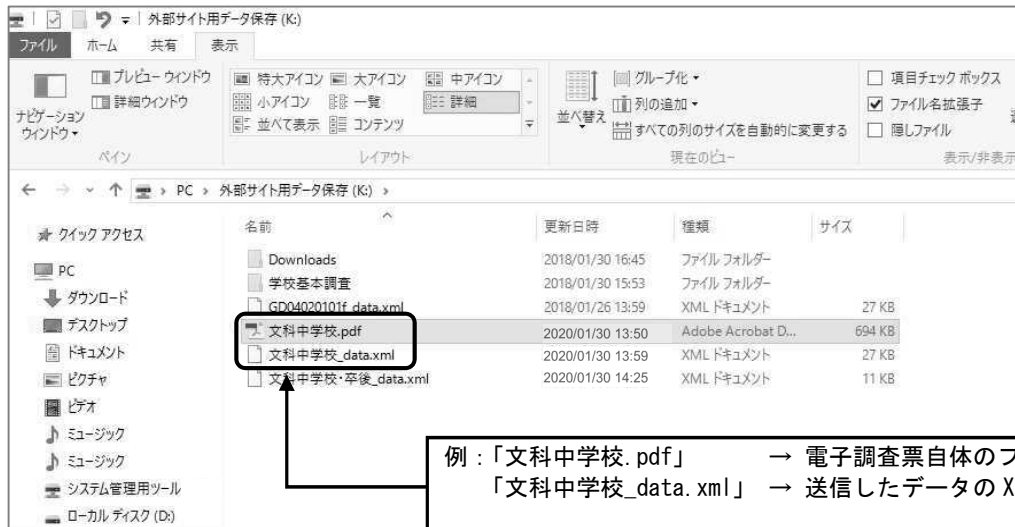 外部サイト用データ保存 (K:)
ファイル ホーム 共有 表示
ナビゲーション ウィンドウ
プレビュー ウィンドウ
詳細ウィンドウ
ペイン
特大アイコン 大アイコン 中アイコン
小アイコン 一覧 詳細
並べて表示 コンテンツ
レイアウト
並べ替え
グループ化
列の追加
すべての列のサイズを自動的に変更する
現在のビュー
項目チェック ボックス
ファイル名拡張子
隠しファイル
表示/非表示
PC › 外部サイト用データ保存 (K:) ›
クイック アクセス
PC
ダウンロード
デスクトップ
ドキュメント
ピクチャ
ビデオ
ミュージック
ミュージック
システム管理用ツール
ローカル ディスク (D:)
名前 更新日時 種類 サイズ
Downloads 2018/01/30 16:45 ファイル フォルダー
学校基本調査 2018/01/30 15:53 ファイル フォルダー
GD04020101f_data.xml 2018/01/26 13:59 XML ドキュメント 27 KB
文科中学校.pdf 2020/01/30 13:50 Adobe Acrobat D... 694 KB
文科中学校_data.xml 2020/01/30 13:59 XML ドキュメント 27 KB
文科中学校・卒後_data.xml 2020/01/30 14:25 XML ドキュメント 11 KB
例：「文科中学校.pdf」 → 電子調査票自体のフ
「文科中学校_data.xml」 → 送信したデータの X